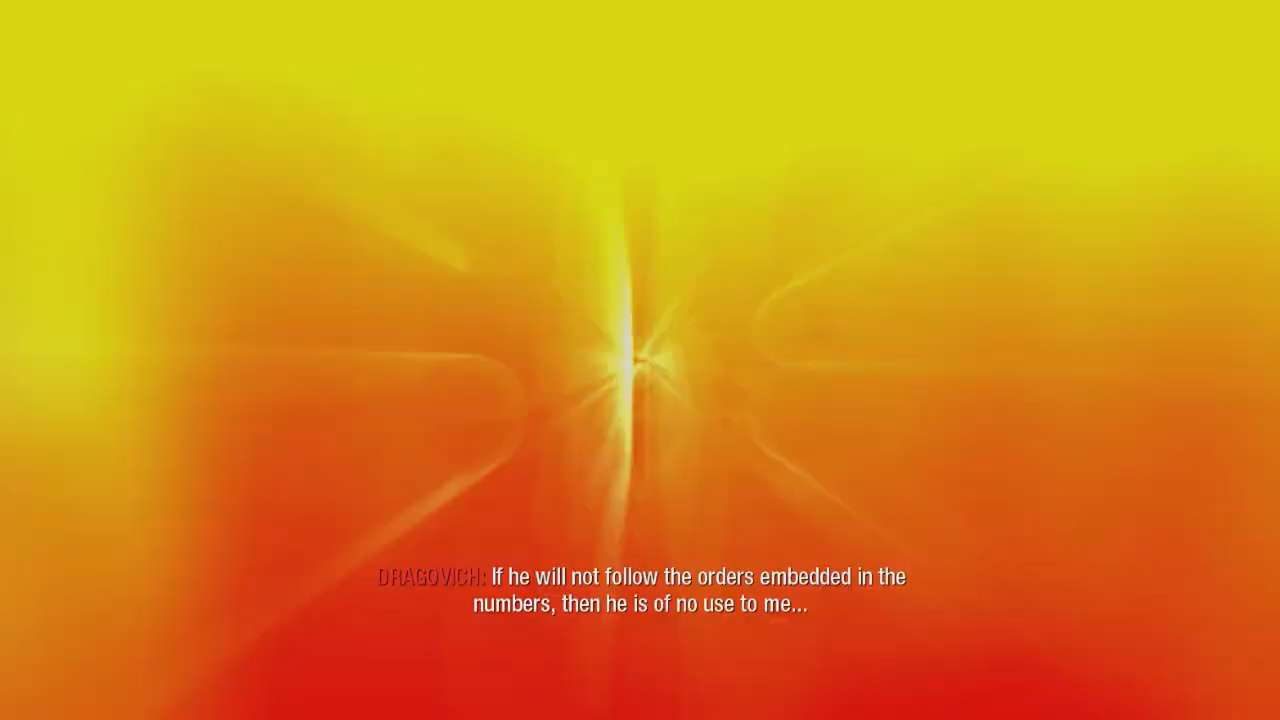 DRAGOVICH: If he will not follow the orders embedded in the
numbers, then he is of no use to me...